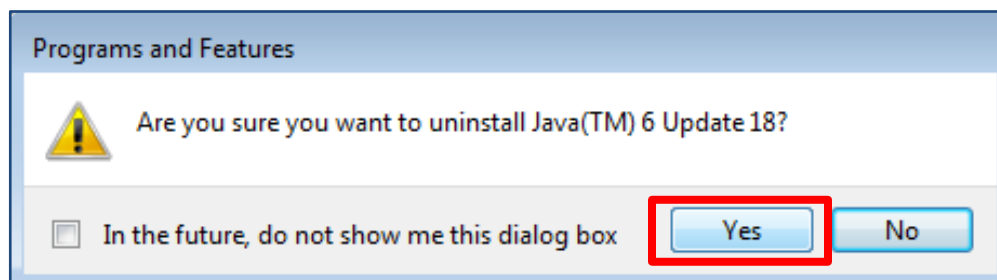 Programs and Features
Are you sure you want to uninstall Java(TM) 6 Update 18?
In the future, do not show me this dialog box
Yes
No